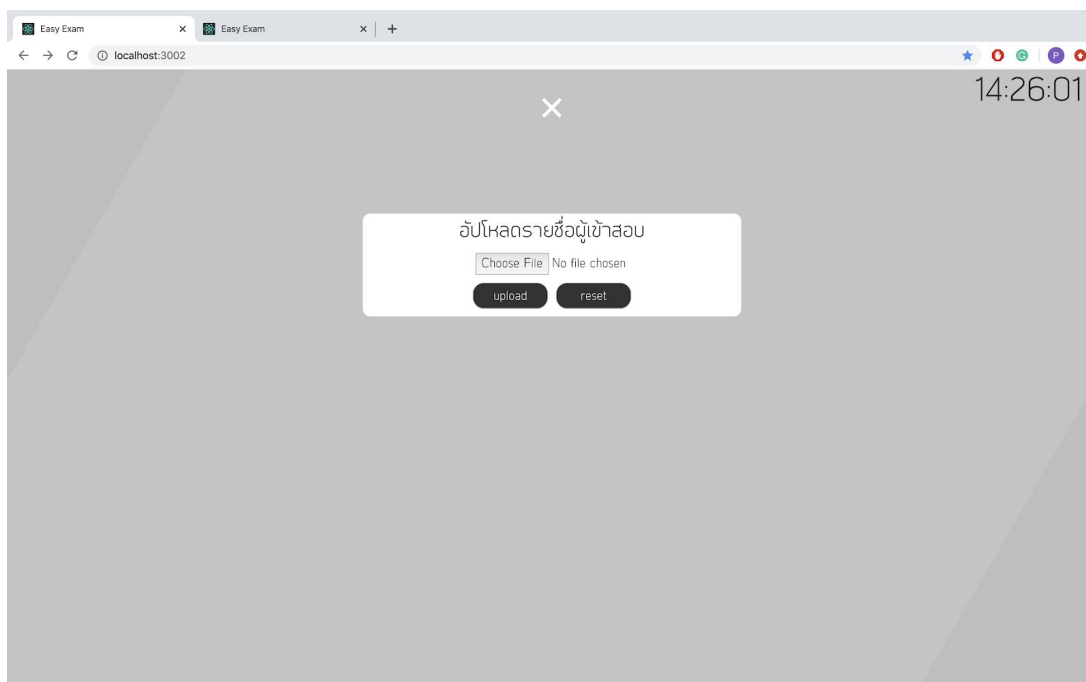 Easy Exam
Easy Exam
localhost:3002
14:26:01
อัปโหลดรายชื่อผู้เข้าสอบ
Choose File No file chosen
upload reset